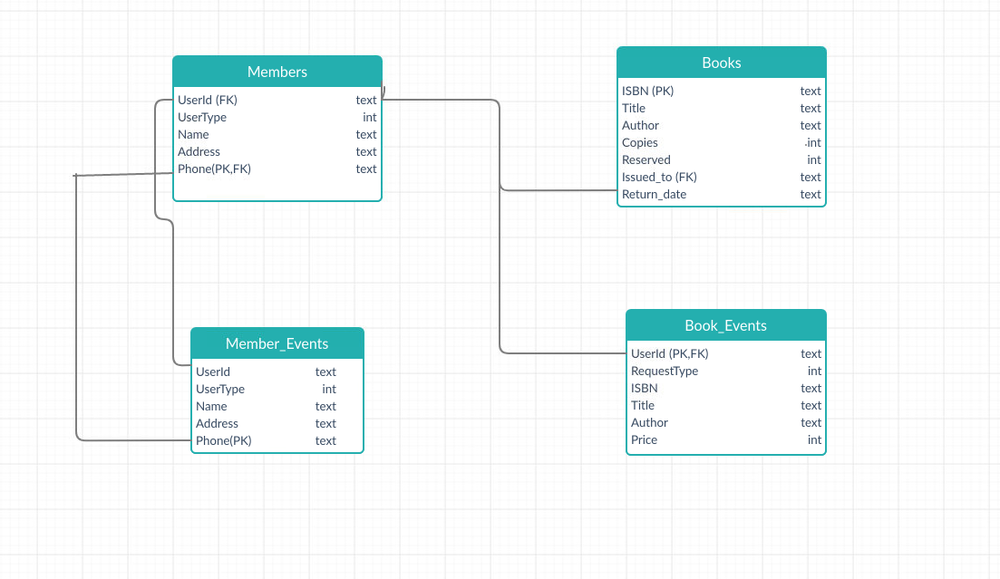 Members
UserId (FK) text
UserType int
Name text
Address text
Phone(PK,FK) text
Books
ISBN (PK) text
Title text
Author text
Copies .int
Reserved int
Issued_to (FK) text
Return_date text
Member_Events
UserId text
UserType int
Name text
Address text
Phone(PK) text
Book_Events
UserId (PK,FK) text
RequestType int
ISBN text
Title text
Author text
Price int